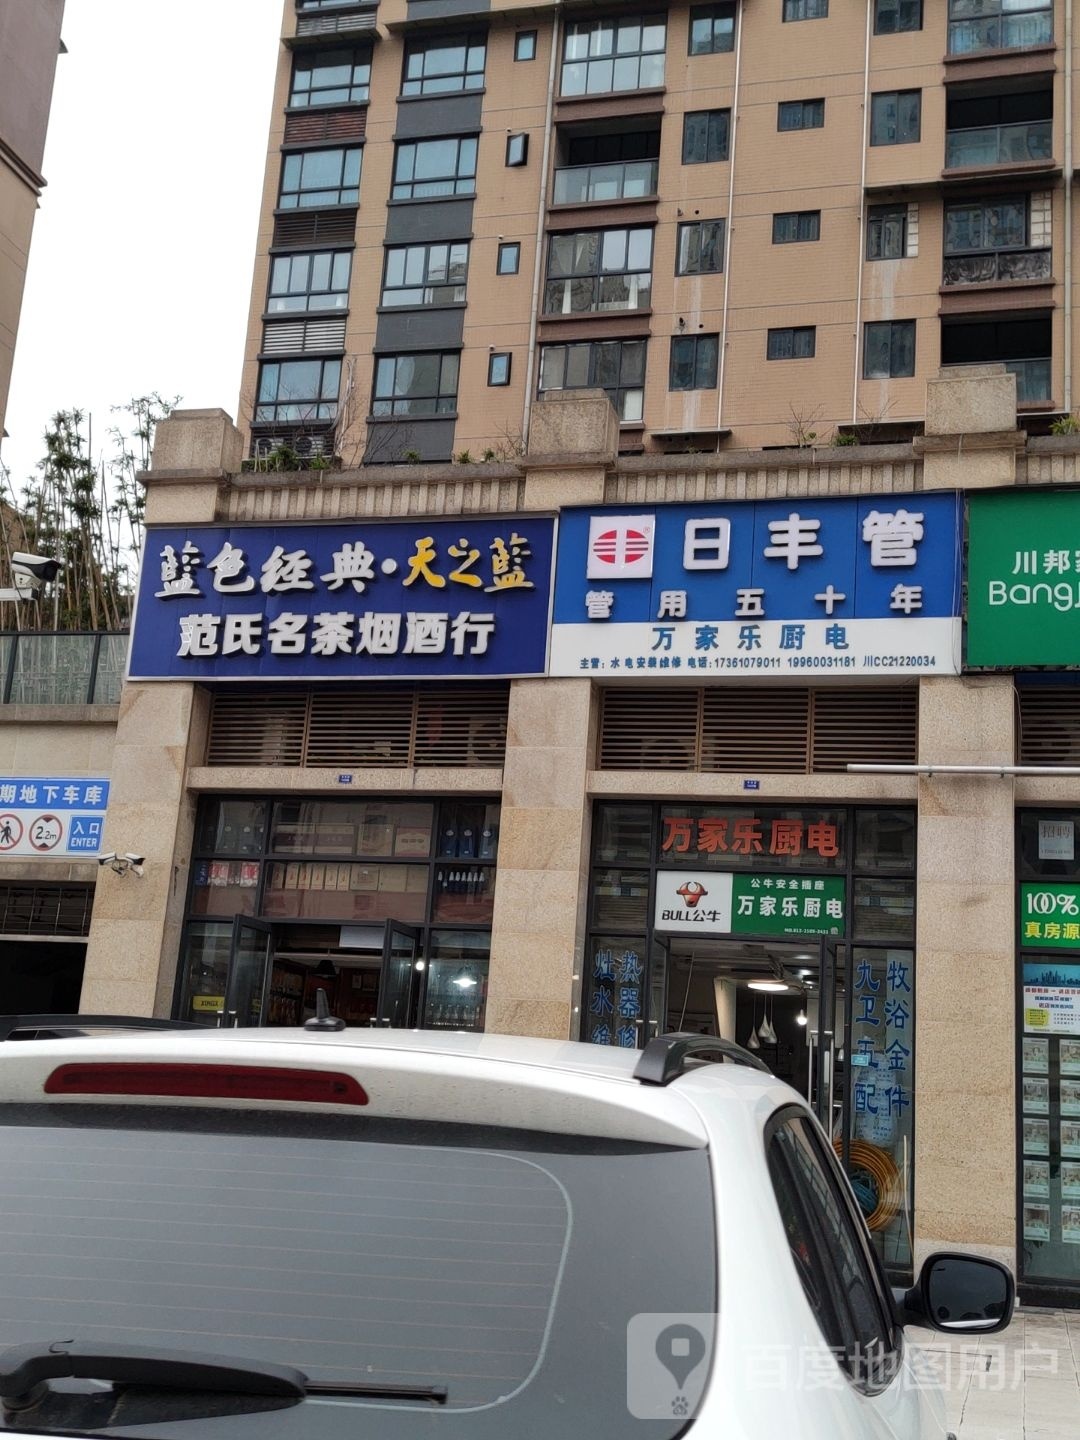 蓝色经典·天之蓝
范氏名茶烟酒行
日丰管
管用五十年
万家乐厨电
主营：水电安装维修 电话:17361079011 19960031181 川CC21220034
川邦
Bang
期地下车库
2.2m
入口
ENTER
万家乐厨电
BULL公牛
公牛安全插座
万家乐厨电
灶热
水器
维修
九牧
卫浴
五金
配件
招聘
100%
真房源
百度地图用户